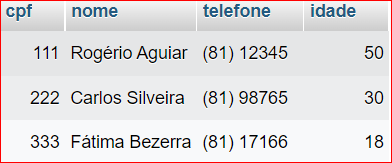 cpf nome telefone idade
111 Rogério Aguiar (81) 12345 50
222 Carlos Silveira (81) 98765 30
333 Fátima Bezerra (81) 17166 18